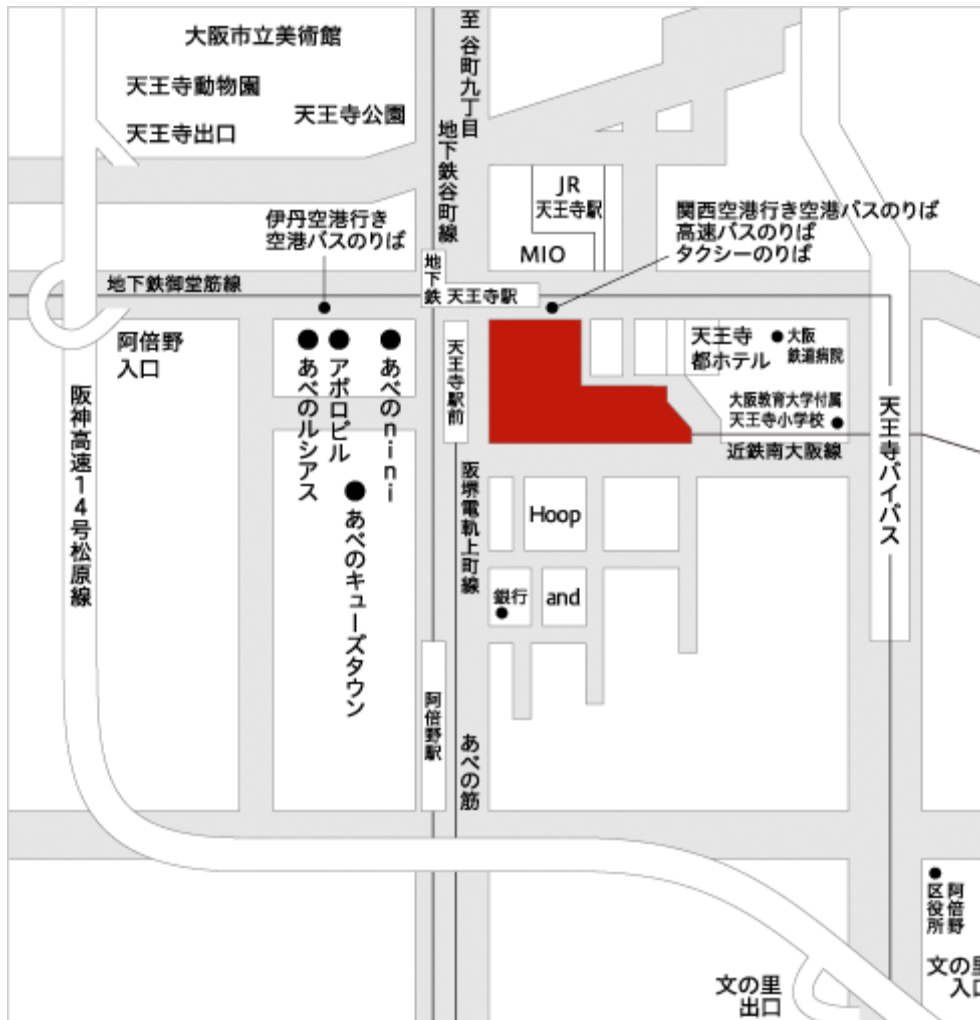 大阪市立美術館
天王寺動物園
天王寺公園
天王寺出口
至 谷町九丁目
地下鉄谷町線
JR
天王寺駅
MIO
伊丹空港行き
空港バスのりば
関西空港行き空港バスのりば
高速バスのりば
タクシーのりば
地下鉄御堂筋線
地下鉄
天王寺駅
阿倍野
入口
あべのルシアス
アポロビル
あべのnini
あべのキューズタウン
天王寺駅前
天王寺
都ホテル
大阪
鉄道病院
大阪教育大学付属
天王寺小学校
近鉄南大阪線
天王寺バイパス
阪神高速14号松原線
阪堺電軌上町線
Hoop
銀行
and
阿倍野駅
あべの筋
阿倍野
区役所
文の里
入口
文の里
出口